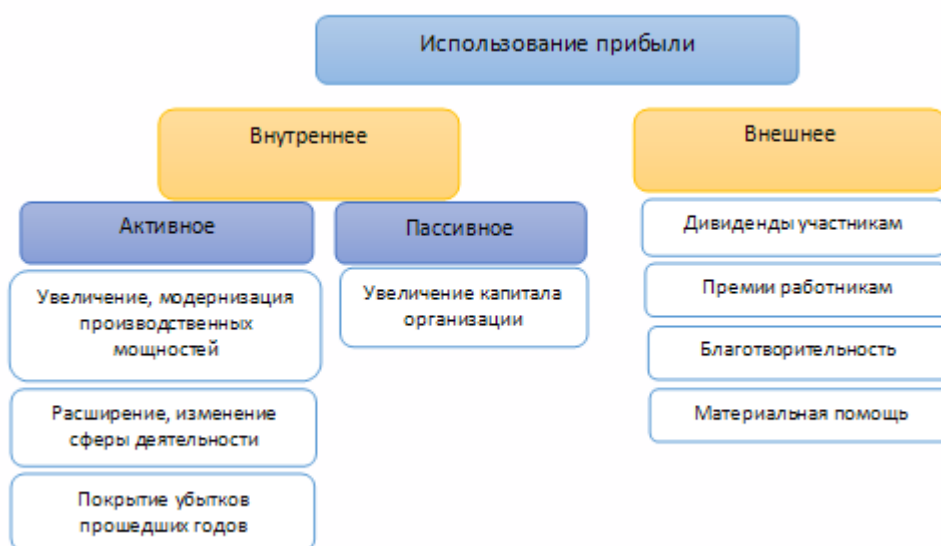 Использование прибыли
Внутреннее
Внешнее
Активное
Пассивное
Увеличение, модернизация
производственных
мощностей
Расширение, изменение
сферы деятельности
Покрытие убытков
прошедших годов
Увеличение капитала
организации
Дивиденды участникам
Премии работникам
Благотворительность
Материальная помощь